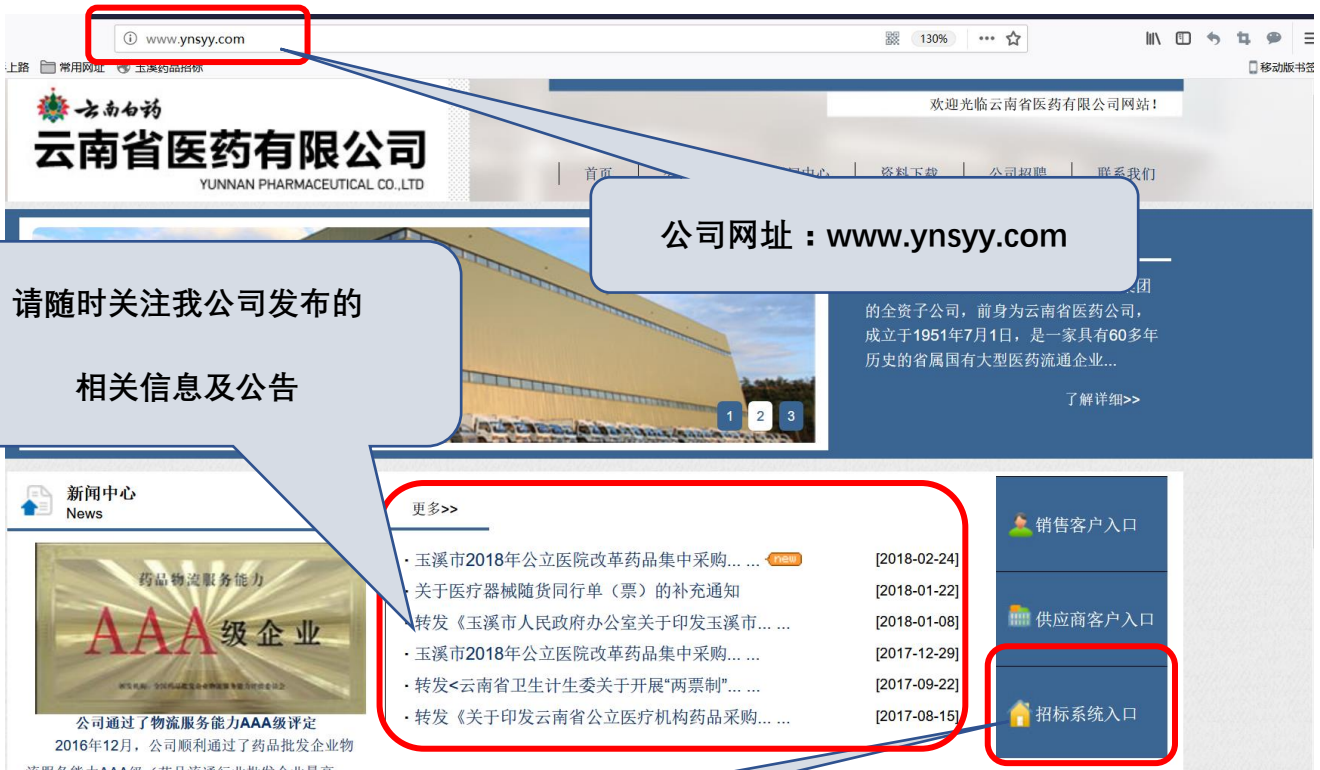 www.ynsyy.com
130%
上路 常用网址 玉溪药品招标
移动版书签
云南白药
云南省医药有限公司
YUNNAN PHARMACEUTICAL CO.,LTD
欢迎光临云南省医药有限公司网站！
首页 资料下载 公司招聘 联系我们
公司网址：www.ynsyy.com
请随时关注我公司发布的
相关信息及公告
集团
的全资子公司，前身为云南省医药公司，
成立于1951年7月1日，是一家具有60多年
历史的省属国有大型医药流通企业...
了解详细>>
1 2 3
新闻中心
News
更多>>
· 玉溪市2018年公立医院改革药品集中采购... ... new [2018-02-24]
· 关于医疗器械随货同行单（票）的补充通知 [2018-01-22]
· 转发《玉溪市人民政府办公室关于印发玉溪市... ... [2018-01-08]
· 玉溪市2018年公立医院改革药品集中采购... ... [2017-12-29]
· 转发<云南省卫生计生委关于开展“两票制”... ... [2017-09-22]
· 转发《关于印发云南省公立医疗机构药品采购... ... [2017-08-15]
销售客户入口
供应商客户入口
招标系统入口
药品物流服务能力
AAA级企业
公司通过了物流服务能力AAA级评定
2016年12月，公司顺利通过了药品批发企业物